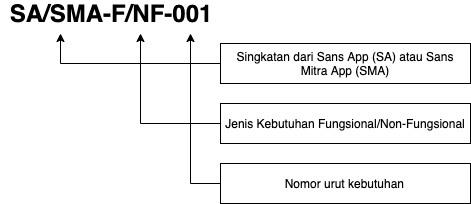 SA/SMA-F/NF-001
Singkatan dari Sans App (SA) atau Sans
Mitra App (SMA)
Jenis Kebutuhan Fungsional/Non-Fungsional
Nomor urut kebutuhan